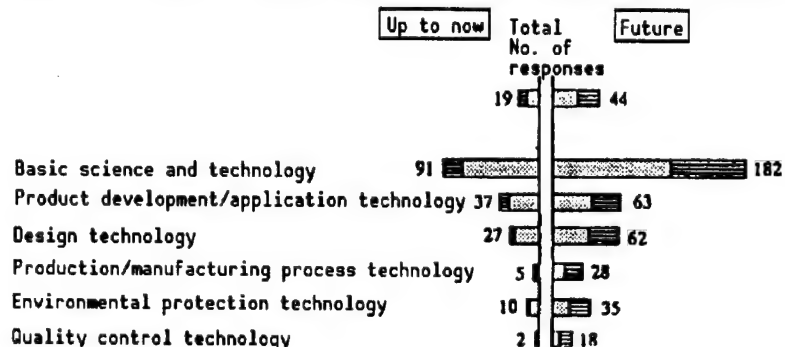 Up to now Total Future
No. of
responses
19 44
Basic science and technology 91 182
Product development/application technology 37 63
Design technology 27 62
Production/manufacturing process technology 5 28
Environmental protection technology 10 35
Quality control technology 2 18